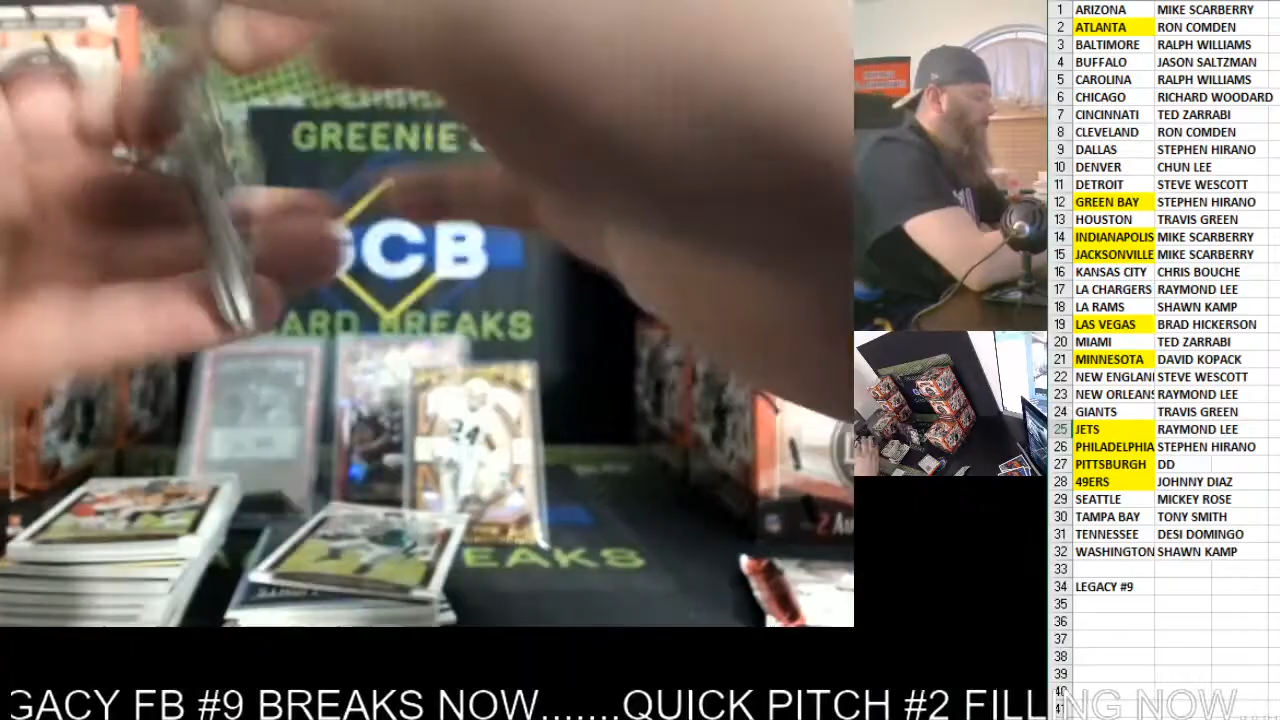 GREENIE'S
GCB
CARD BREAKS
24
BREAKS
1 ARIZONA MIKE SCARBERRY
2 ATLANTA RON COMDEN
3 BALTIMORE RALPH WILLIAMS
4 BUFFALO JASON SALTZMAN
5 CAROLINA RALPH WILLIAMS
6 CHICAGO RICHARD WOODARD
7 CINCINNATI TED ZARRABI
8 CLEVELAND RON COMDEN
9 DALLAS STEPHEN HIRANO
10 DENVER CHUN LEE
11 DETROIT STEVE WESCOTT
12 GREEN BAY STEPHEN HIRANO
13 HOUSTON TRAVIS GREEN
14 INDIANAPOLIS MIKE SCARBERRY
15 JACKSONVILLE MIKE SCARBERRY
16 KANSAS CITY CHRIS BOUCHE
17 LA CHARGERS RAYMOND LEE
18 LA RAMS SHAWN KAMP
19 LAS VEGAS BRAD HICKERSON
20 MIAMI TED ZARRABI
21 MINNESOTA DAVID KOPACK
22 NEW ENGLAN STEVE WESCOTT
23 NEW ORLEAN RAYMOND LEE
24 GIANTS TRAVIS GREEN
25 JETS RAYMOND LEE
26 PHILADELPHIA STEPHEN HIRANO
27 PITTSBURGH DD
28 49ERS JOHNNY DIAZ
29 SEATTLE MICKEY ROSE
30 TAMPA BAY TONY SMITH
31 TENNESSEE DESI DOMINGO
32 WASHINGTON SHAWN KAMP
33
34 LEGACY #9
35
36
37
38
39
40
GACY FB #9 BREAKS NOW.......QUICK PITCH #2 FILLING NOW....